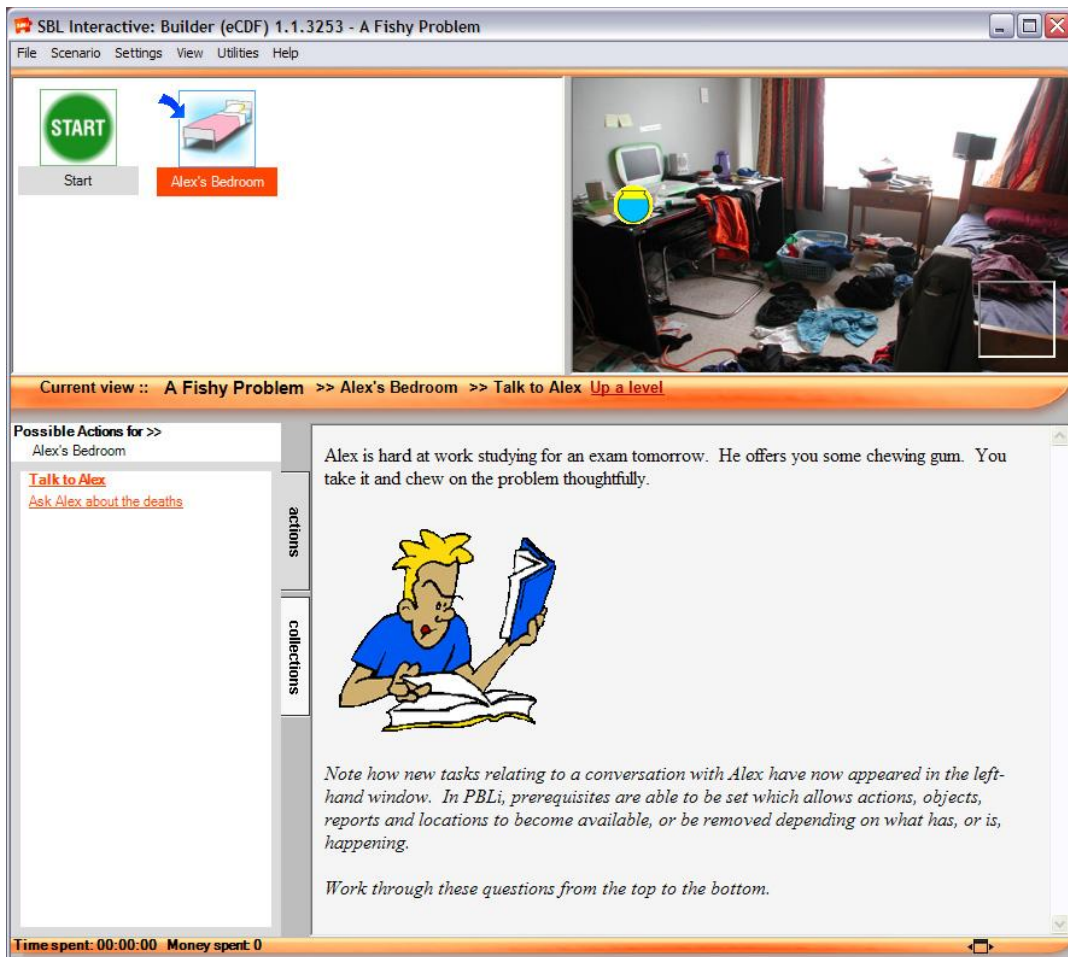 SBL Interactive: Builder (eCDF) 1.1.3253 - A Fishy Problem
File Scenario Settings View Utilities Help
START
Start
Alex's Bedroom
Current view :: A Fishy Problem >> Alex's Bedroom >> Talk to Alex Up a level
Possible Actions for >>
Alex's Bedroom
Talk to Alex
Ask Alex about the deaths
actions
collections
Alex is hard at work studying for an exam tomorrow. He offers you some chewing gum. You
take it and chew on the problem thoughtfully.
Note how new tasks relating to a conversation with Alex have now appeared in the left-
hand window. In PBLi, prerequisites are able to be set which allows actions, objects,
reports and locations to become available, or be removed depending on what has, or is,
happening.
Work through these questions from the top to the bottom.
Time spent: 00:00:00 Money spent: 0